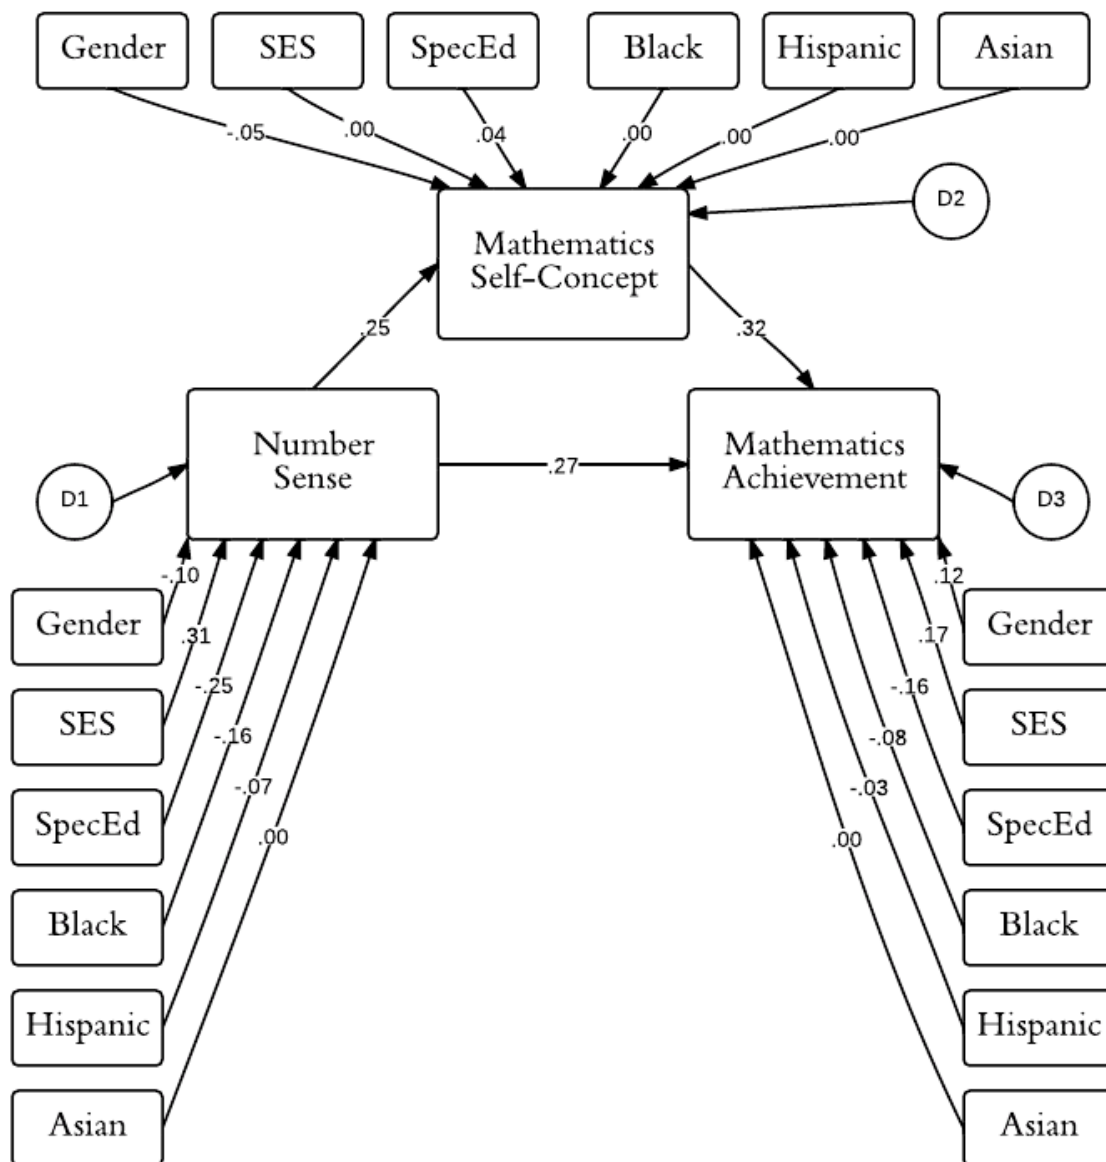 Gender
SES
SpecEd
Black
Hispanic
Asian
-.05
.00
.04
.00
.00
.00
D2
Mathematics
Self-Concept
.25
.32
Number
Sense
.27
Mathematics
Achievement
D1
D3
-.10
.31
-.25
-.16
-.07
.00
Gender
SES
SpecEd
Black
Hispanic
Asian
.12
.17
-.16
-.08
-.03
.00
Gender
SES
SpecEd
Black
Hispanic
Asian